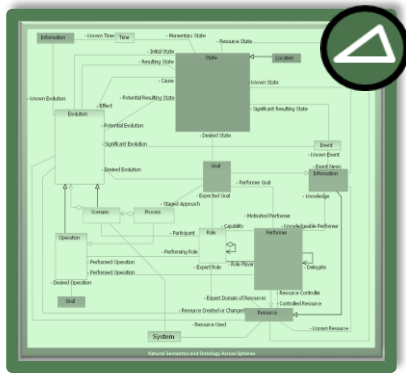 Information
- Known Time
Time
- Momentary State
- Resource State
- Initial State
State
Location
- Resulting State
- Cause
- Known State
- Potential Resulting State
- Known Evolution
- Effect
- Significant Resulting State
Evolution
- Potential Evolution
- Significant Evolution
- Desired State
Event
- Known Event
Goal
- Event News
Information
- Desired Evolution
- Performer Goal
- Expected Goal
- Knowledge
- Staged Approach
Scenario
Process
- Motivated Performer
- Capability
- Knowledgeable Performer
- Participant
Role
Performer
Operation
- Performing Role
- Performed Operation
- Expert Role
- Role Player
- Delegate
- Performed Operation
- Desired Operation
- Resource Controller
Goal
- Expert Domain of Resources
- Controlled Resource
- Resource Created or Changed
Resource
- Resource Used
- Known Resource
System
Natural Semantics and Ontology Across Spheres